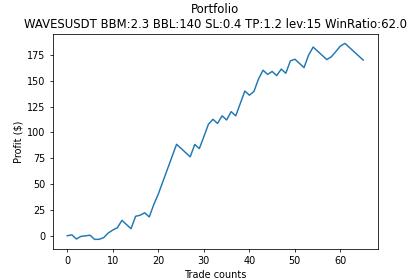 Portfolio
WAVESUSDT BBM:2.3 BBL:140 SL:0.4 TP:1.2 lev:15 WinRatio:62.0
175
150
125
100
75
50
25
0
Profit ($)
0 10 20 30 40 50 60
Trade counts